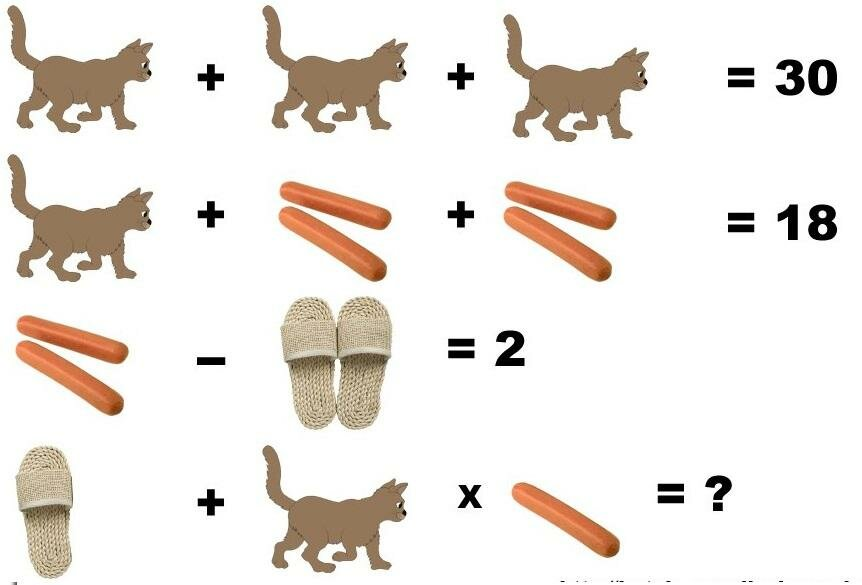 + + = 30
+ + = 18
– = 2
+ x = ?